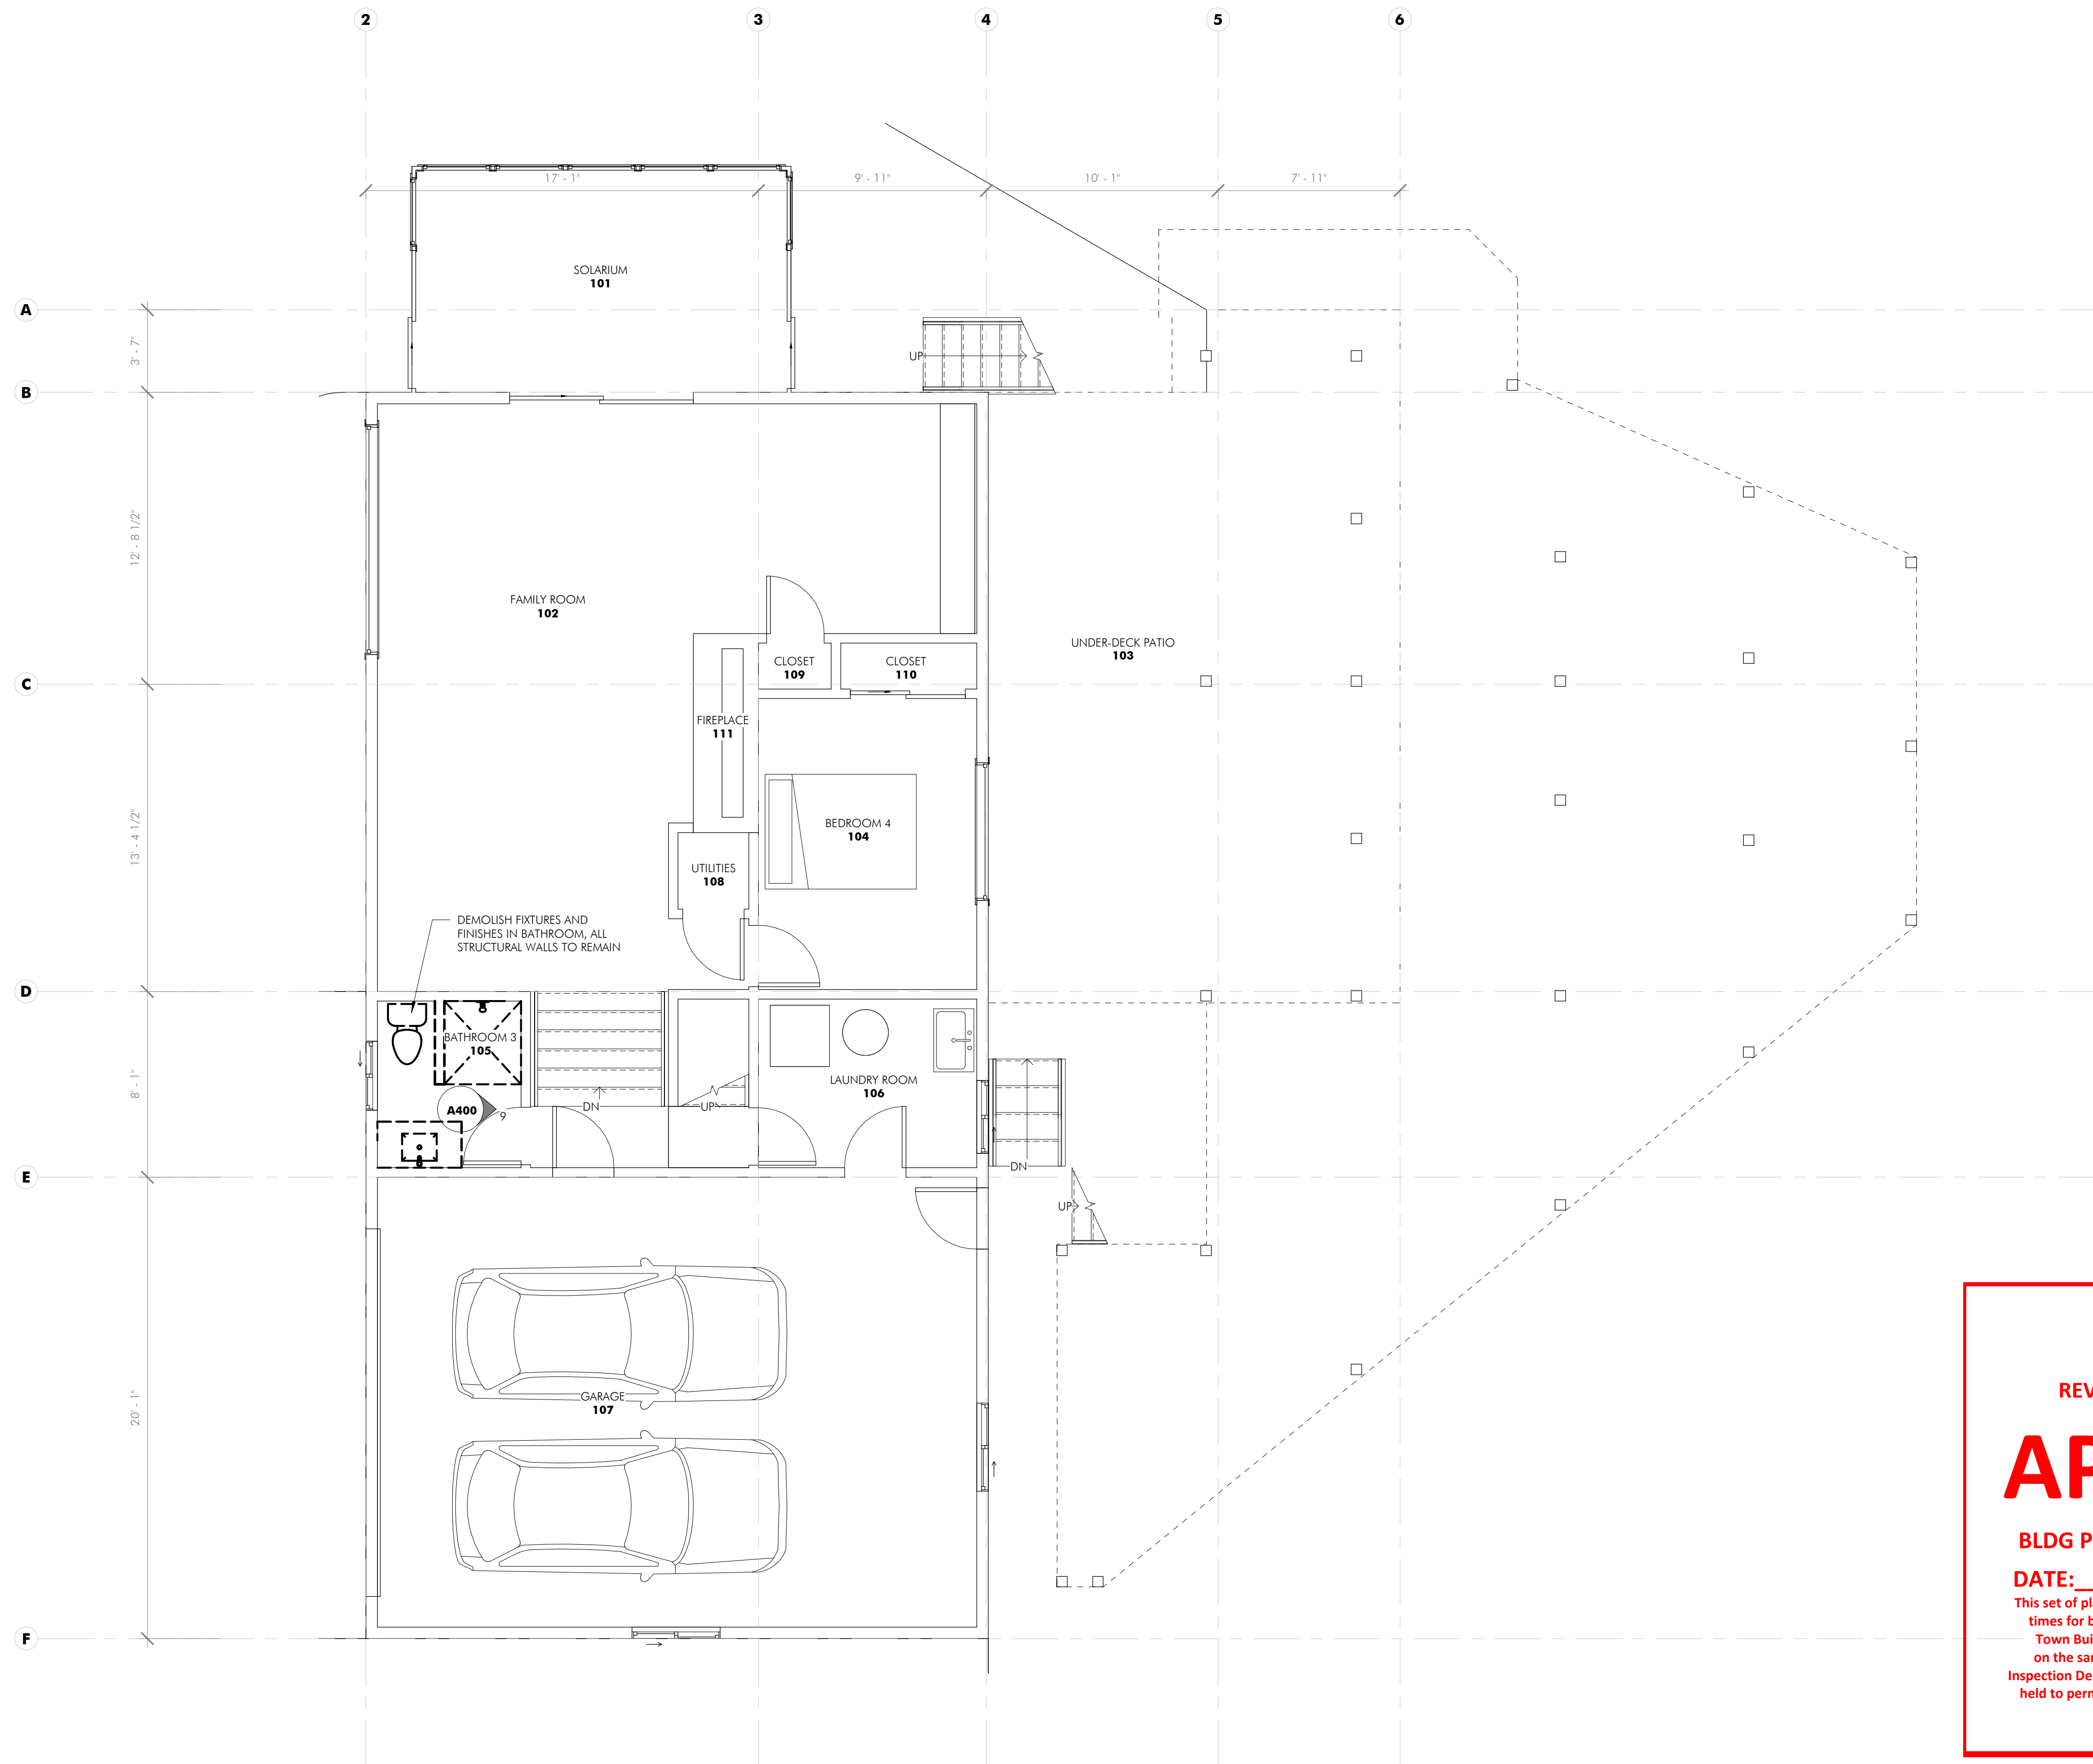 2
3
4
5
6
17' - 1"
9' - 11"
10' - 1"
7' - 11"
SOLARIUM
101
A
3' - 7"
UP
B
12' - 8 1/2"
FAMILY ROOM
102
UNDER-DECK PATIO
103
CLOSET
109
CLOSET
110
C
FIREPLACE
111
BEDROOM 4
104
13' - 4 1/2"
UTILITIES
108
DEMOLISH FIXTURES AND
FINISHES IN BATHROOM, ALL
STRUCTURAL WALLS TO REMAIN
D
BATHROOM 3
105
8' - 1"
LAUNDRY ROOM
106
A400
9
DN
UP
DN
E
UP
20' - 1"
GARAGE
107
F
REV
AP
BLDG P
DATE:__
This set of pl
times for b
Town Bui
on the sa
Inspection De
held to pern